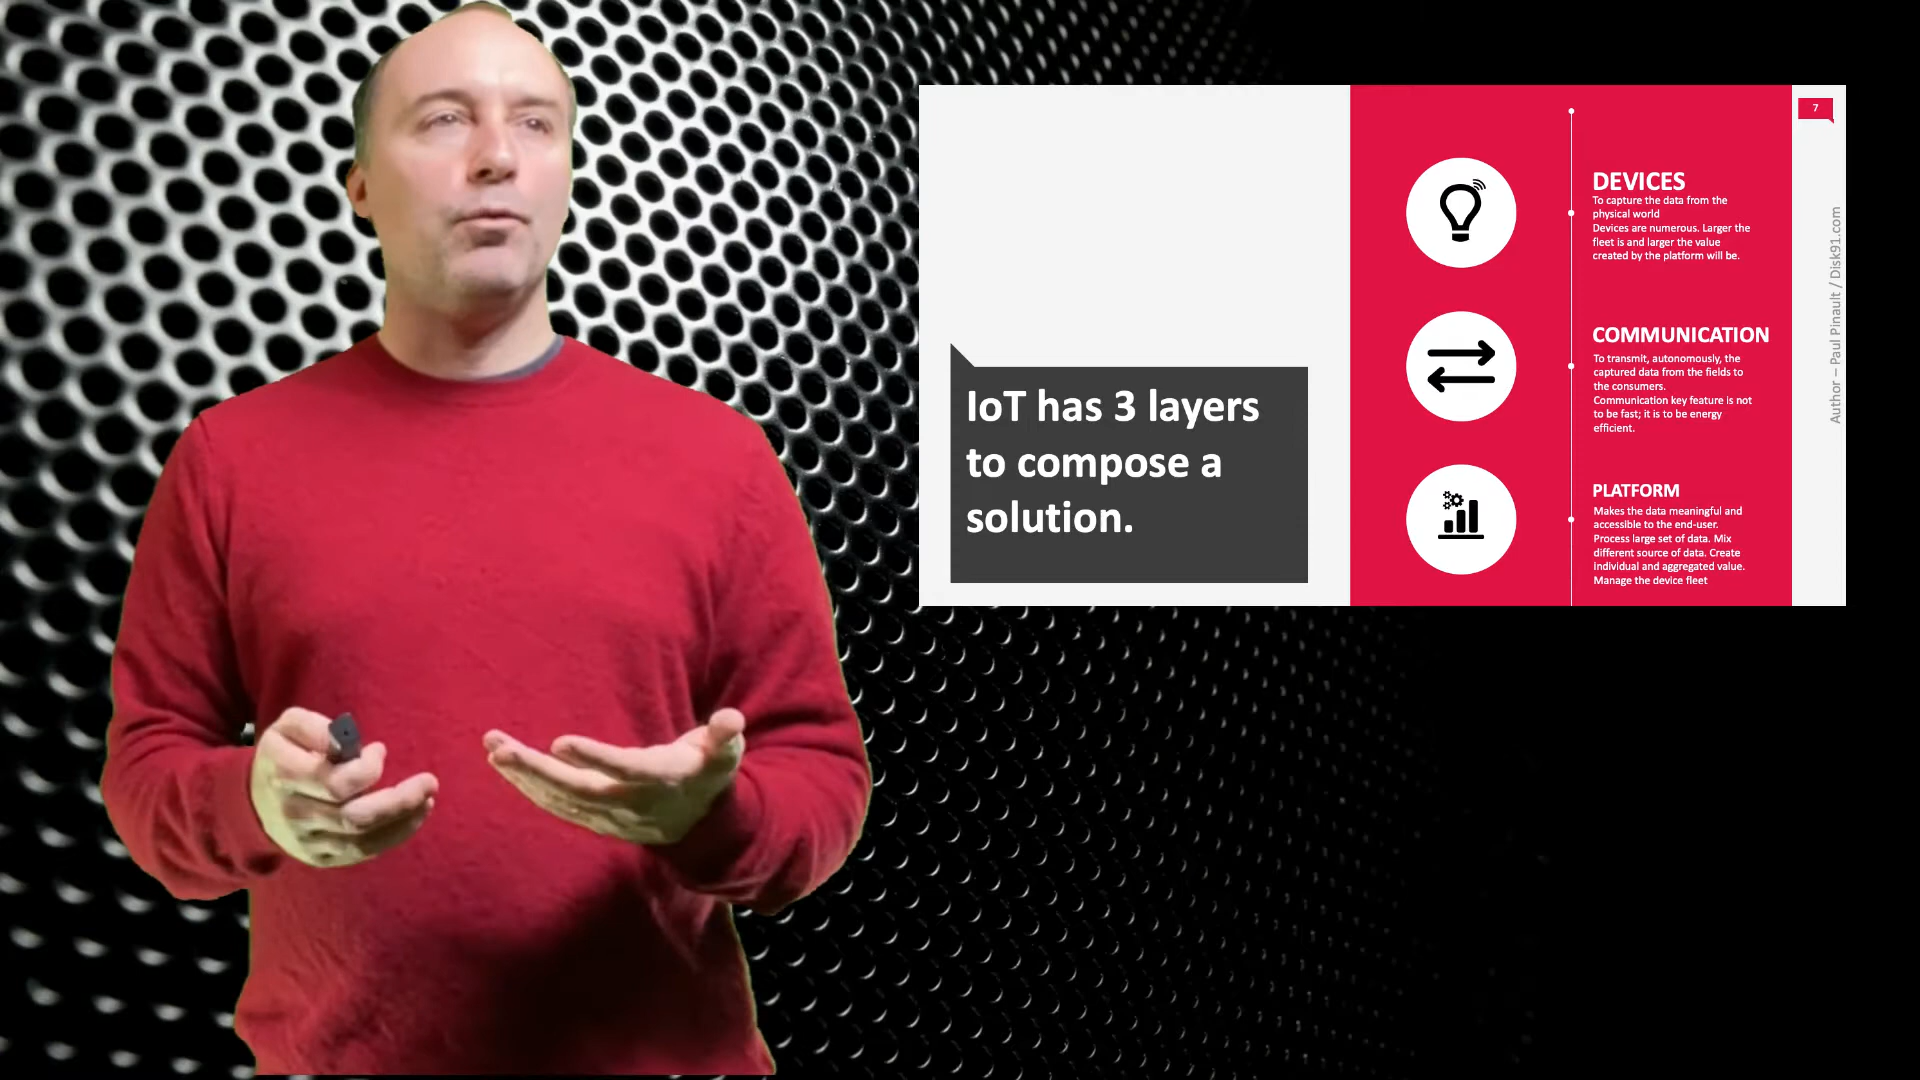 IoT has 3 layers
to compose a
solution.
7
DEVICES
To capture the data from the
physical world
Devices are numerous. Larger the
fleet is and larger the value
created by the platform will be.
COMMUNICATION
To transmit, autonomously, the
captured data from the fields to
the consumers.
Communication key feature is not
to be fast; it is to be energy
efficient.
PLATFORM
Makes the data meaningful and
accessible to the end-user.
Process large set of data. Mix
different source of data. Create
individual and aggregated value.
Manage the device fleet
Author – Paul Pinault / Disk91.com